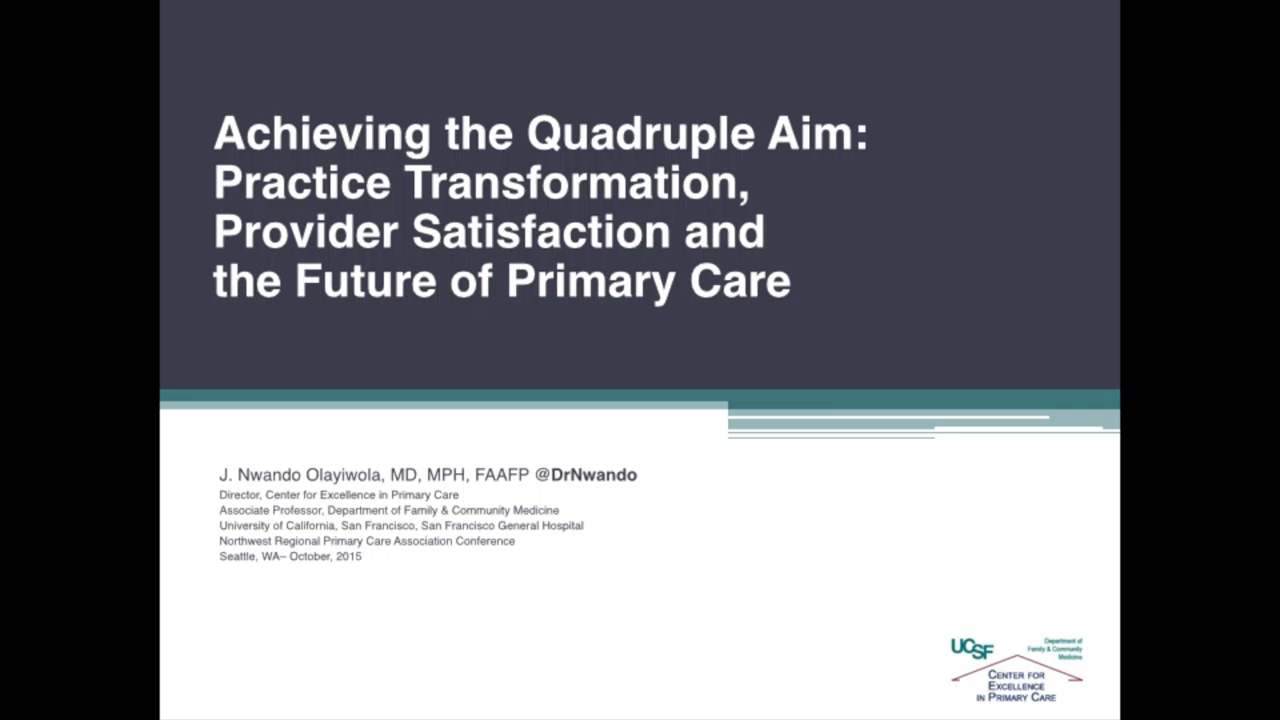 Achieving the Quadruple Aim:
Practice Transformation,
Provider Satisfaction and
the Future of Primary Care
J. Nwando Olayiwola, MD, MPH, FAAFP @DrNwando
Director, Center for Excellence in Primary Care
Associate Professor, Department of Family & Community Medicine
University of California, San Francisco, San Francisco General Hospital
Northwest Regional Primary Care Association Conference
Seattle, WA– October, 2015
UCSF
Department of
Family & Community
Medicine
CENTER FOR
EXCELLENCE
IN PRIMARY CARE